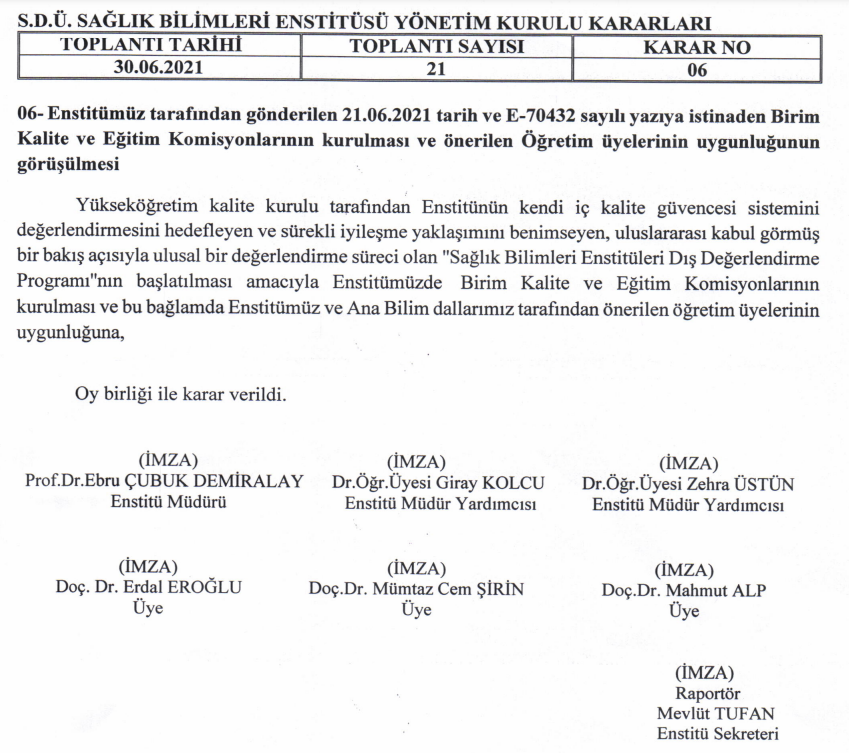 S.D.Ü. SAĞLIK BİLİMLERİ ENSTİTÜSÜ YÖNETİM KURULU KARARLARI
TOPLANTI TARİHİ TOPLANTI SAYISI KARAR NO
30.06.2021 21 06
06- Enstitümüz tarafından gönderilen 21.06.2021 tarih ve E-70432 sayılı yazıya istinaden Birim
Kalite ve Eğitim Komisyonlarının kurulması ve önerilen Öğretim üyelerinin uygunluğunun
görüşülmesi
Yükseköğretim kalite kurulu tarafından Enstitünün kendi iç kalite güvencesi sistemini
değerlendirmesini hedefleyen ve sürekli iyileşme yaklaşımını benimseyen, uluslararası kabul görmüş
bir bakış açısıyla ulusal bir değerlendirme süreci olan "Sağlık Bilimleri Enstitüleri Dış Değerlendirme
Programı"nın başlatılması amacıyla Enstitümüzde Birim Kalite ve Eğitim Komisyonlarının
kurulması ve bu bağlamda Enstitümüz ve Ana Bilim dallarımız tarafından önerilen öğretim üyelerinin
uygunluğuna,
Oy birliği ile karar verildi.
(İMZA) (İMZA) (İMZA)
Prof.Dr.Ebru ÇUBUK DEMİRALAY Dr.Öğr.Üyesi Giray KOLCU Dr.Öğr.Üyesi Zehra ÜSTÜN
Enstitü Müdürü Enstitü Müdür Yardımcısı Enstitü Müdür Yardımcısı
(İMZA) (İMZA) (İMZA)
Doç. Dr. Erdal EROĞLU Doç.Dr. Mümtaz Cem ŞİRİN Doç.Dr. Mahmut ALP
Üye Üye Üye
(İMZA)
Raportör
Mevlüt TUFAN
Enstitü Sekreteri